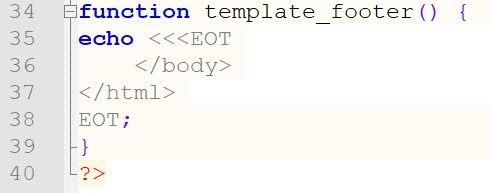 34 function template_footer() {
35 echo <<<EOT
36     </body>
37 </html>
38 EOT;
39 }
40 ?>